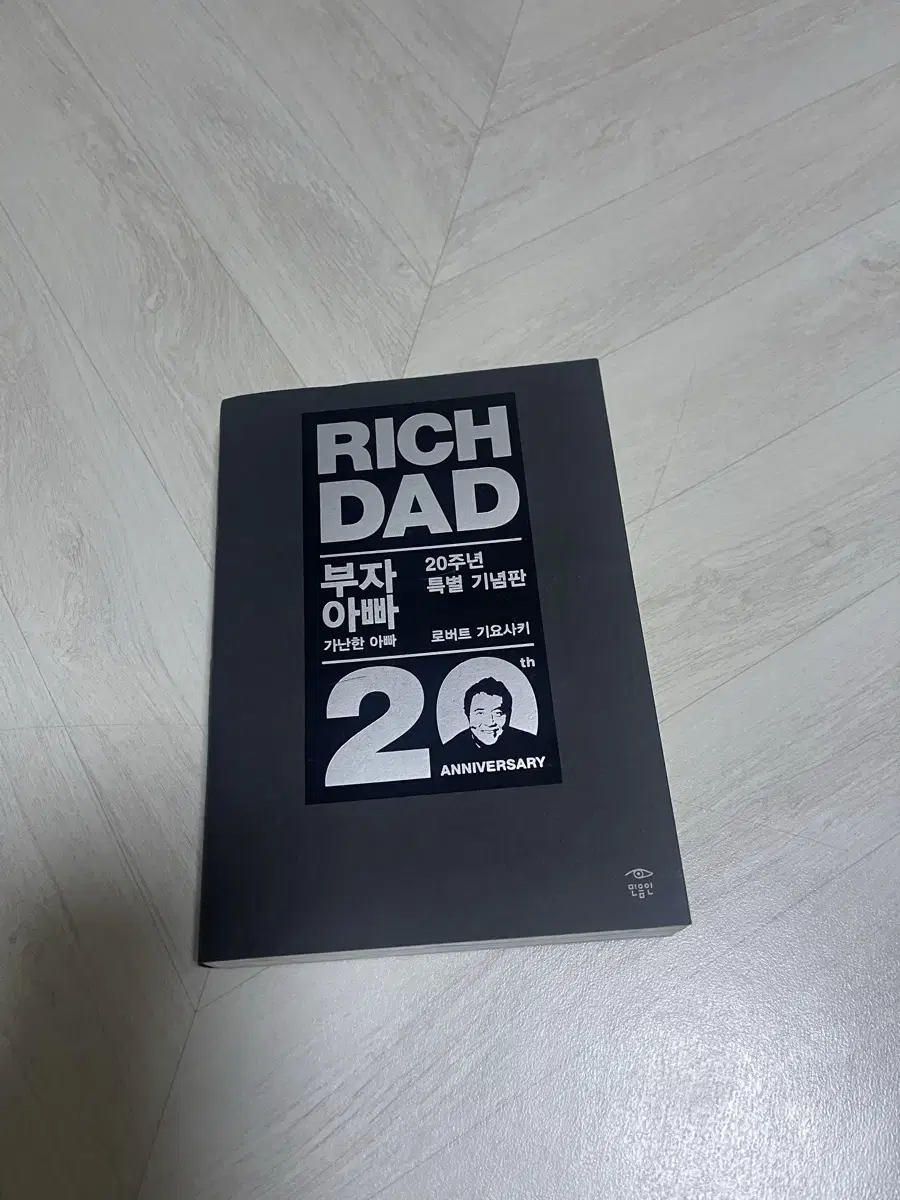 RICH
DAD
부자
아빠
가난한 아빠
20주년
특별 기념판
로버트 기요사키
20th
ANNIVERSARY
민음인